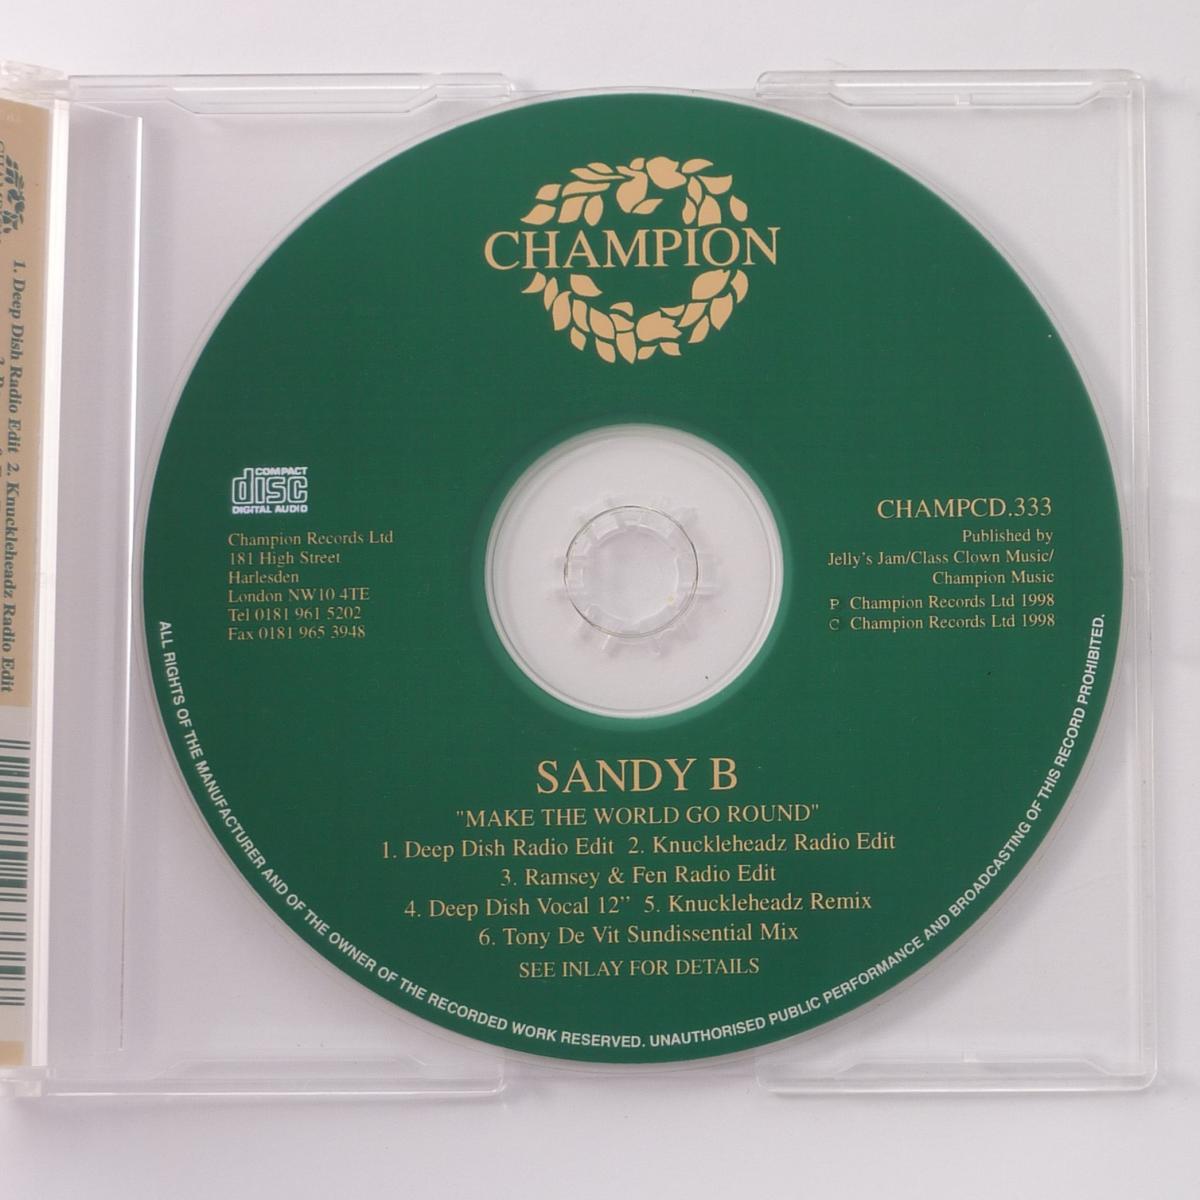 CHAMPION
COMPACT
disc
DIGITAL AUDIO
Champion Records Ltd
181 High Street
Harlesden
London NW10 4TE
Tel 0181 961 5202
Fax 0181 965 3948
CHAMPCD.333
Published by
Jelly's Jam/Class Clown Music/
Champion Music
P Champion Records Ltd 1998
C Champion Records Ltd 1998
SANDY B
"MAKE THE WORLD GO ROUND"
1. Deep Dish Radio Edit 2. Knuckleheadz Radio Edit
3. Ramsey & Fen Radio Edit
4. Deep Dish Vocal 12” 5. Knuckleheadz Remix
6. Tony De Vit Sundissential Mix
SEE INLAY FOR DETAILS
ALL RIGHTS OF THE MANUFACTURER AND OF THE OWNER OF THE RECORDED WORK RESERVED. UNAUTHORISED PUBLIC PERFORMANCE AND BROADCASTING OF THIS RECORD PROHIBITED.
1. Deep Dish Radio Edit 2. Knuckleheadz Radio Edit